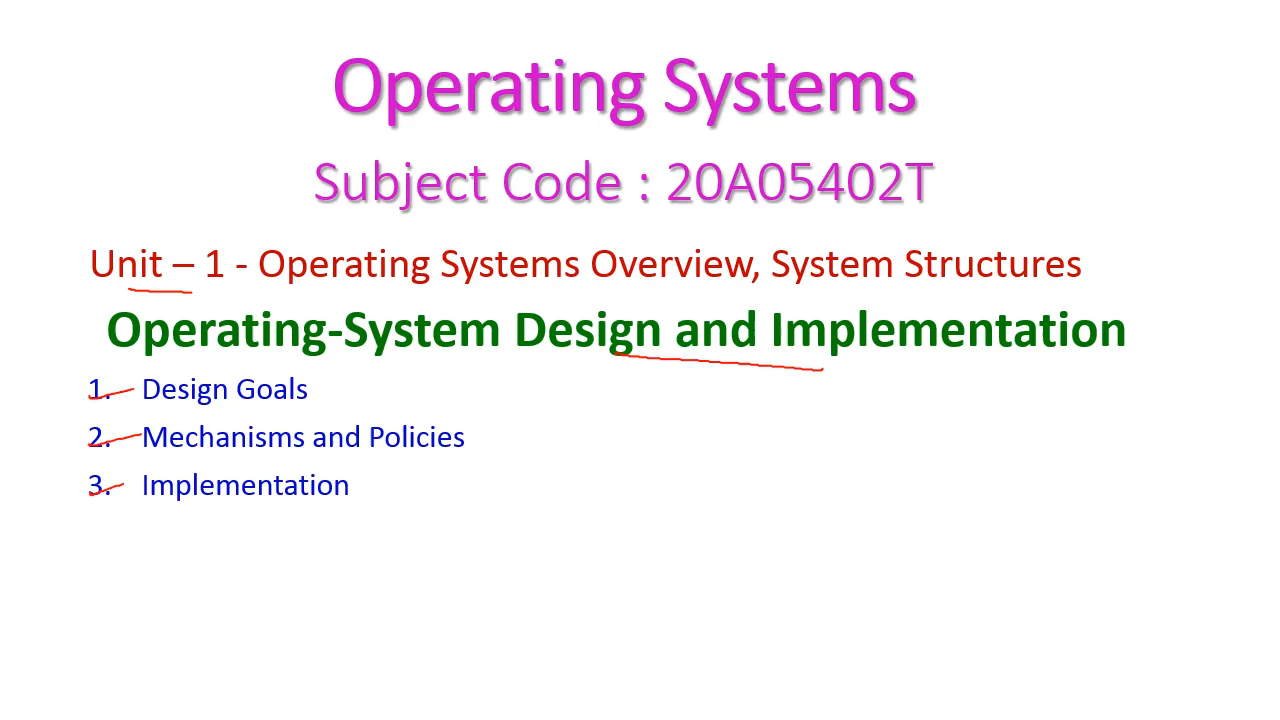 Operating Systems
Subject Code : 20A05402T
Unit – 1 - Operating Systems Overview, System Structures
Operating-System Design and Implementation
1. Design Goals
2. Mechanisms and Policies
3. Implementation